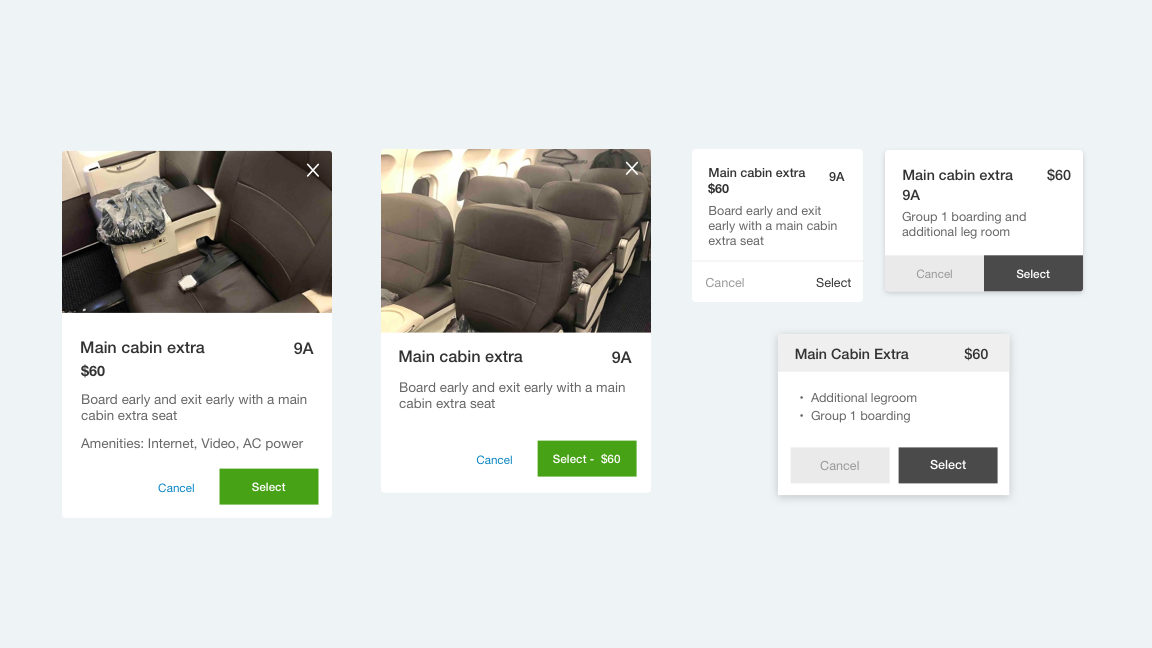 Main cabin extra 9A
$60
Board early and exit early with a main
cabin extra seat
Amenities: Internet, Video, AC power
Cancel Select
Main cabin extra 9A
Board early and exit early with a main
cabin extra seat
Cancel Select - $60
Main cabin extra 9A
$60
Board early and exit
early with a main cabin
extra seat
Cancel Select
Main cabin extra $60
9A
Group 1 boarding and
additional leg room
Cancel Select
Main Cabin Extra $60
• Additional legroom
• Group 1 boarding
Cancel Select